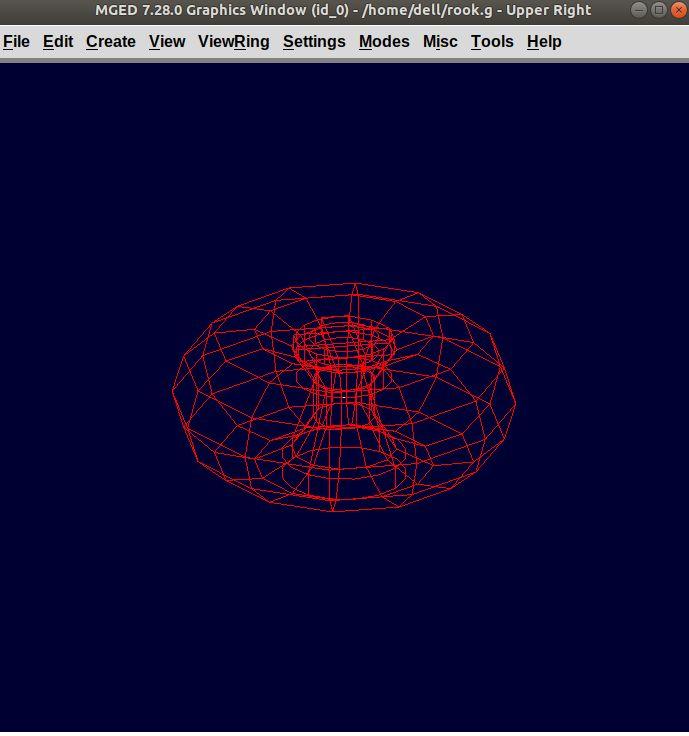 MGED 7.28.0 Graphics Window (id_0) - /home/dell/rook.g - Upper Right
File Edit Create View ViewRing Settings Modes Misc Tools Help